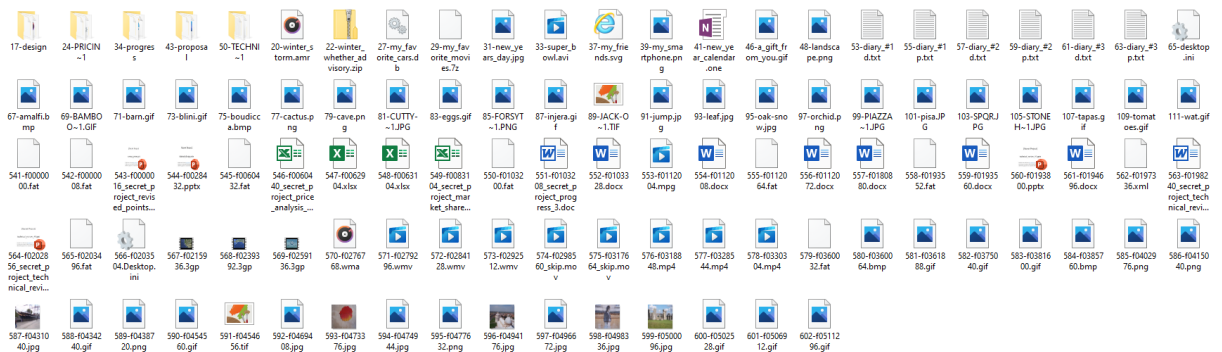 17-design
24-PRICIN
~1
34-progres
s
43-proposa
l
50-TECHNI
~1
20-winter_s
torm.amr
22-winter_
whether_ad
visory.zip
27-my_fav
orite_cars.d
b
29-my_fav
orite_movi
es.7z
31-new_ye
ars_day.jpg
33-super_b
owl.avi
37-my_frie
nds.svg
39-my_sma
rtphone.pn
g
41-new_ye
ar_calendar
.one
46-a_gift_fr
om_you.gif
48-landsca
pe.png
53-diary_#1
d.txt
55-diary_#1
p.txt
57-diary_#2
d.txt
59-diary_#2
p.txt
61-diary_#3
d.txt
63-diary_#3
p.txt
65-desktop
.ini
67-amalfi.b
mp
69-BAMBO
O~1.GIF
71-barn.gif
73-blini.gif
75-boudicc
a.bmp
77-cactus.p
ng
79-cave.pn
g
81-CUTTY-
~1.JPG
83-eggs.gif
85-FORSYT
~1.PNG
87-injera.gi
f
89-JACK-O
~1.TIF
91-jump.jp
g
93-leaf.jpg
95-oak-sno
w.jpg
97-orchid.p
ng
99-PIAZZA
~1.JPG
101-pisa.JP
G
103-SPQR.J
PG
105-STONE
H~1.JPG
107-tapas.g
if
109-tomat
oes.gif
111-wat.gif
541-f00000
00.fat
542-f00000
08.fat
543-f00000
16_secret_p
roject_revis
ed_points...
544-f00284
32.pptx
545-f00604
32.fat
546-f00604
40_secret_p
roject_price
_analysis_...
547-f00629
04.xlsx
548-f00631
04.xlsx
549-f00831
04_secret_p
roject_mar
ket_share...
550-f01032
00.fat
551-f01032
08_secret_p
roject_prog
ress_3.doc
552-f01033
28.docx
553-f01120
04.mpg
554-f01120
08.docx
555-f01120
64.fat
556-f01120
72.docx
557-f01808
80.docx
558-f01935
52.fat
559-f01935
60.docx
560-f01938
00.pptx
561-f01946
96.docx
562-f01973
36.xml
563-f01982
40_secret_p
roject_tech
nical_revi...
564-f02028
56_secret_p
roject_tech
nical_revi...
565-f02034
96.fat
566-f02035
04.Desktop.
ini
567-f02159
36.3gp
568-f02393
92.3gp
569-f02591
36.3gp
570-f02767
68.wma
571-f02792
96.wmv
572-f02841
28.wmv
573-f02925
12.wmv
574-f02985
60_skip.m
ov
575-f03176
64_skip.m
ov
576-f03188
48.mp4
577-f03285
44.mp4
578-f03303
04.mp4
579-f03600
32.fat
580-f03600
64.bmp
581-f03618
88.gif
582-f03750
40.gif
583-f03816
00.gif
584-f03857
60.bmp
585-f04029
76.png
586-f04150
40.png
587-f04310
40.jpg
588-f04342
40.gif
589-f04387
20.png
590-f04545
60.gif
591-f04546
56.tif
592-f04694
08.jpg
593-f04733
76.jpg
594-f04749
44.jpg
595-f04776
32.png
596-f04941
76.jpg
597-f04966
72.jpg
598-f04983
36.jpg
599-f05000
96.jpg
600-f05025
28.gif
601-f05069
12.gif
602-f05112
96.gif